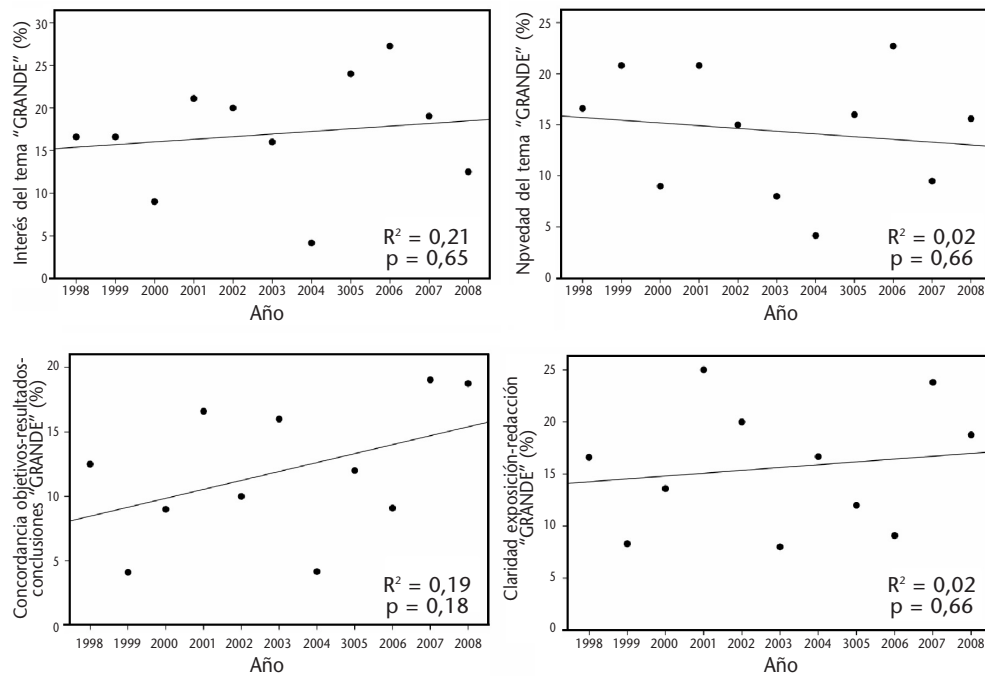 Interés del tema "GRANDE" (%)
30
25
20
15
10
5
0
R² = 0,21
p = 0,65
1998 1999 2000 2001 2002 2003 2004 3005 2006 2007 2008
Año
Npvedad del tema "GRANDE" (%)
25
20
15
10
5
0
R² = 0,02
p = 0,66
1998 1999 2000 2001 2002 2003 2004 3005 2006 2007 2008
Año
Concordancia objetivos-resultados-
conclusiones "GRANDE" (%)
20
15
10
5
0
R² = 0,19
p = 0,18
1998 1999 2000 2001 2002 2003 2004 3005 2006 2007 2008
Año
Claridad exposición-redacción
"GRANDE" (%)
25
20
15
10
5
0
R² = 0,02
p = 0,66
1998 1999 2000 2001 2002 2003 2004 3005 2006 2007 2008
Año